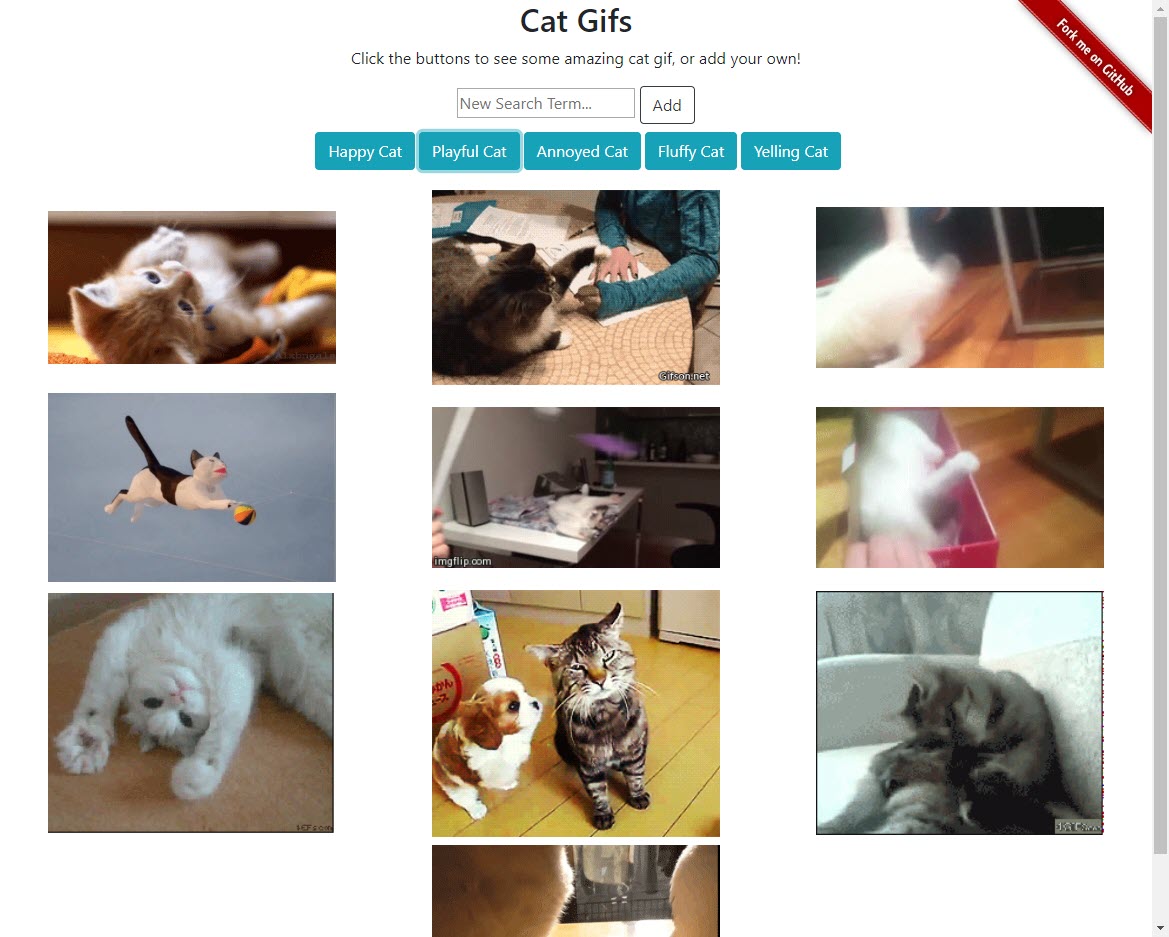 Cat Gifs
Fork me on GitHub
Click the buttons to see some amazing cat gif, or add your own!
New Search Term...
Add
Happy Cat
Playful Cat
Annoyed Cat
Fluffy Cat
Yelling Cat
Gifson.net
imgflip.com